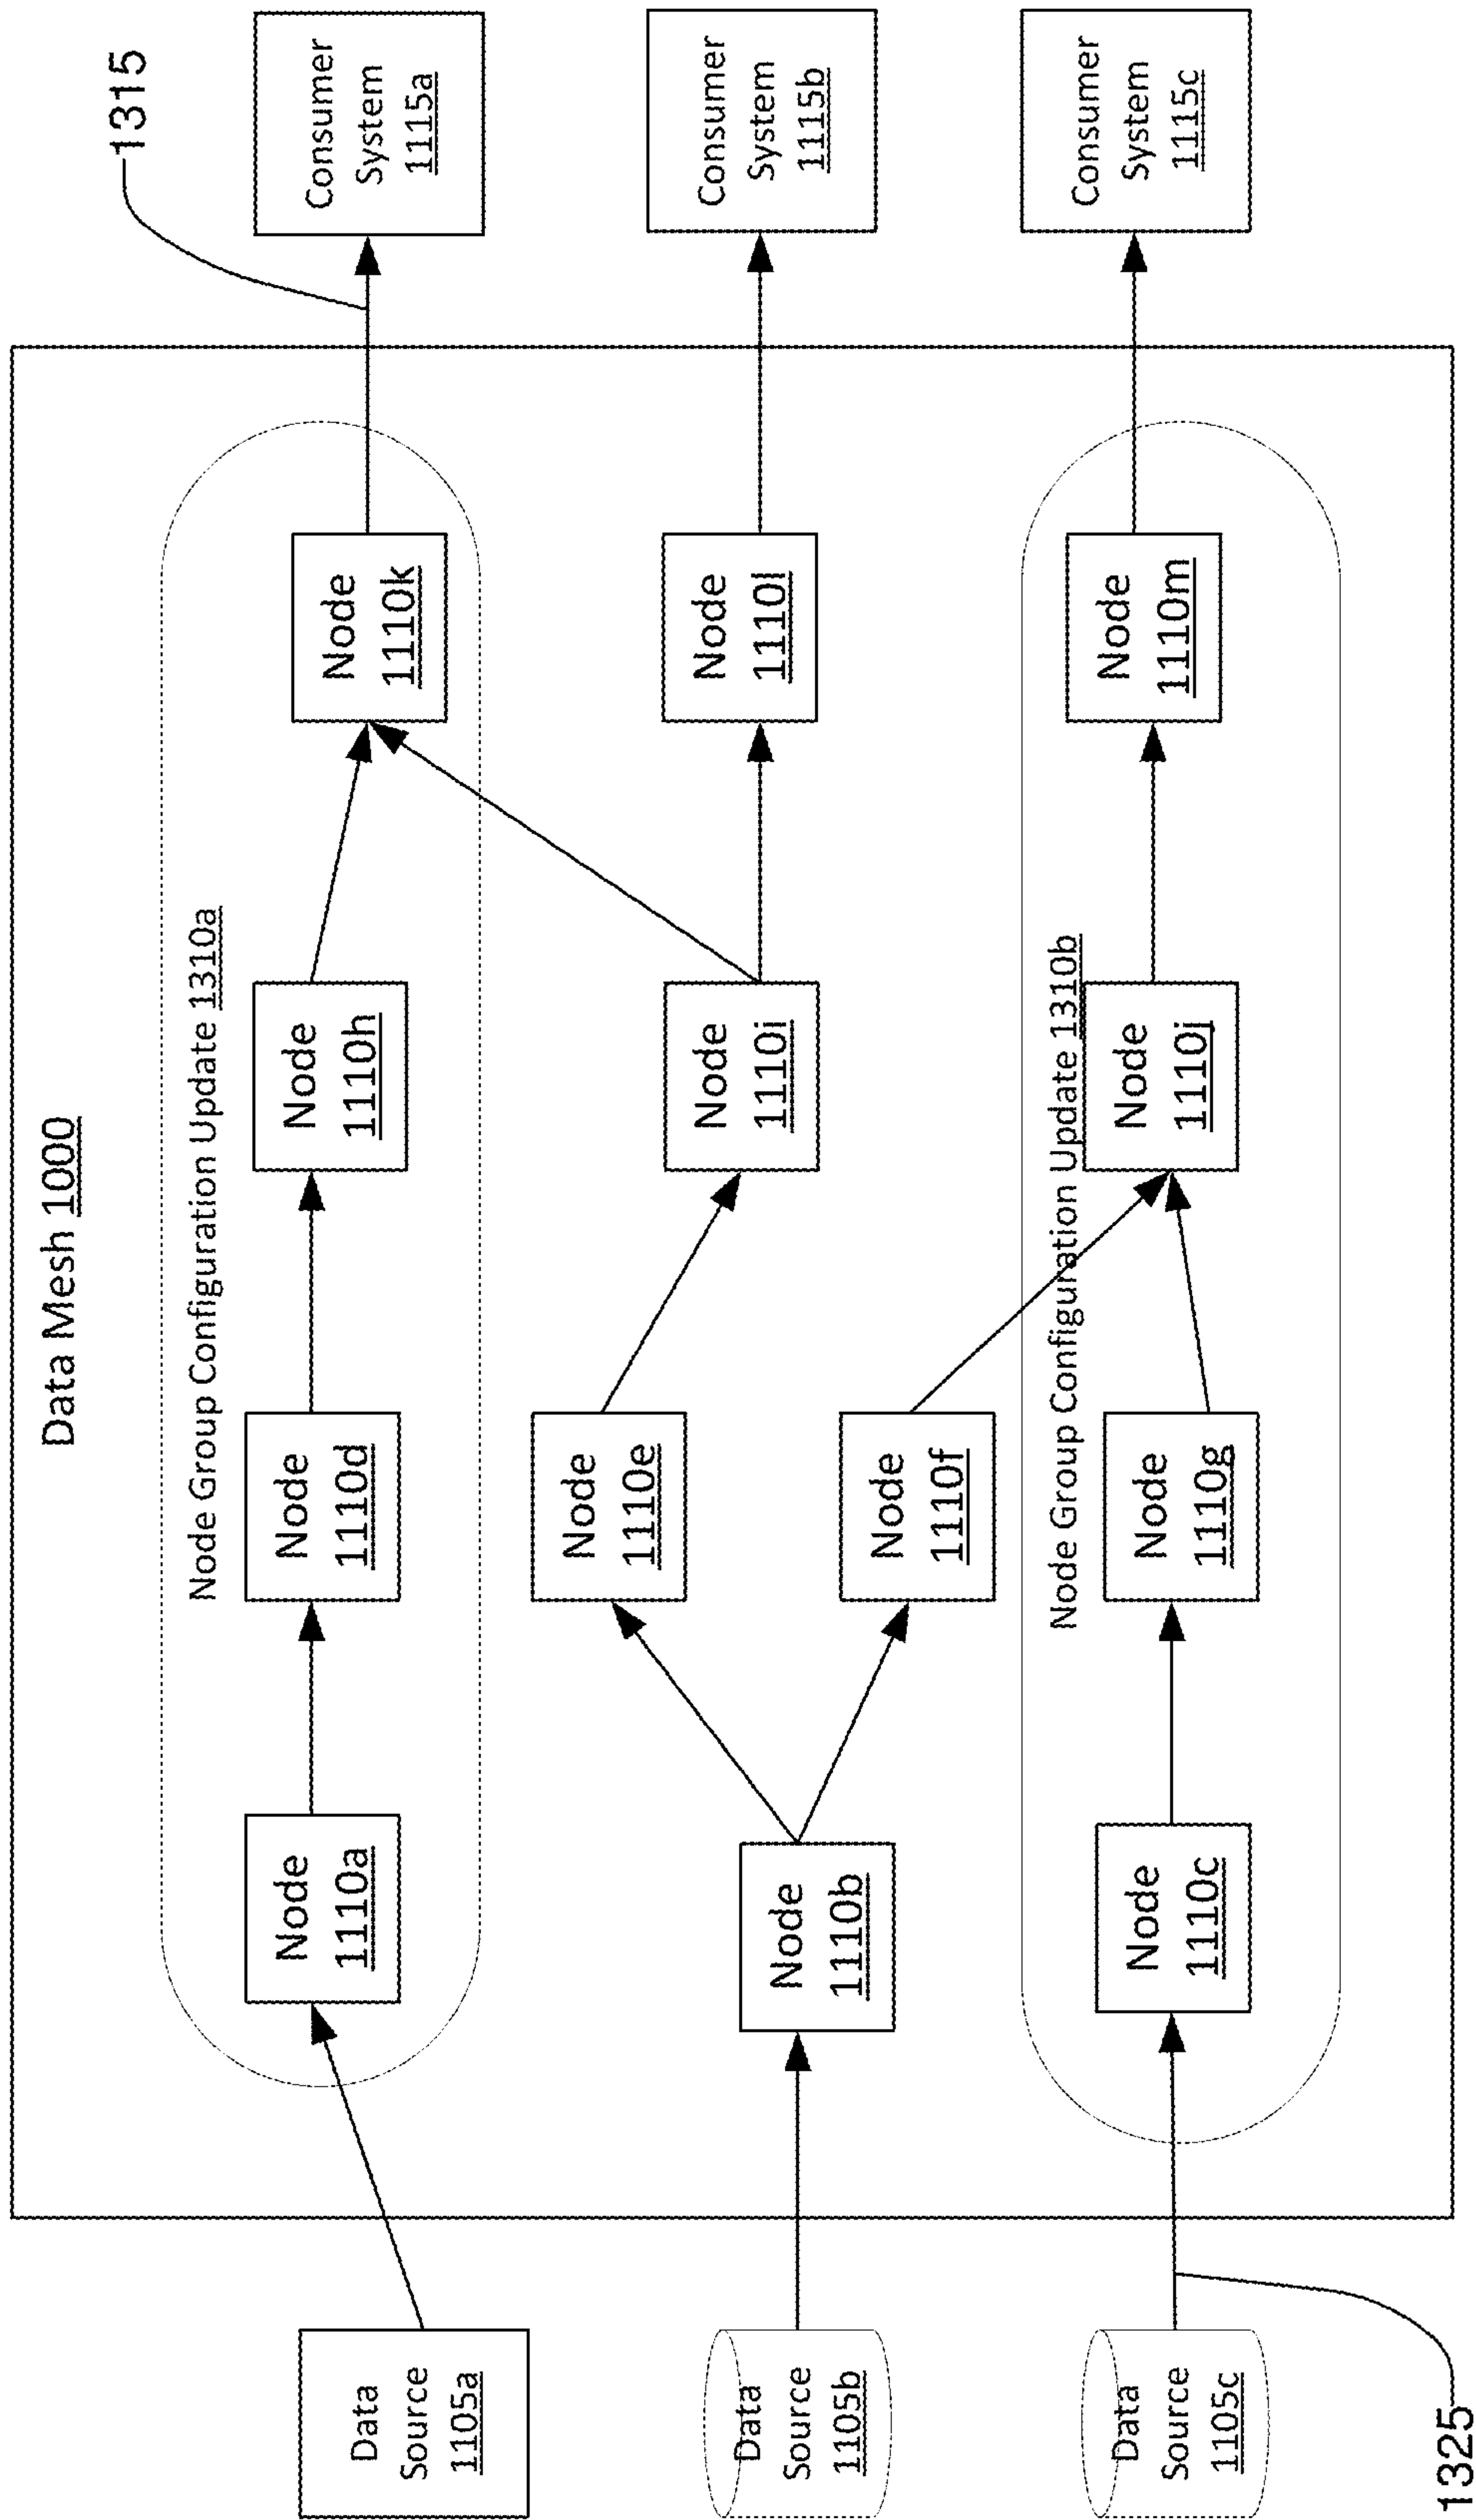 Data Mesh 1000
1315
Node Group Configuration Update 1310a
Data
Source
1105a
Node
1110a
Node
1110d
Node
1110h
Node
1110k
Consumer
System
1115a
Data
Source
1105b
Node
1110b
Node
1110e
Node
1110f
Node
1110i
Node
1110l
Consumer
System
1115b
Node Group Configuration Update 1310b
Data
Source
1105c
Node
1110c
Node
1110g
Node
1110j
Node
1110m
Consumer
System
1115c
1325